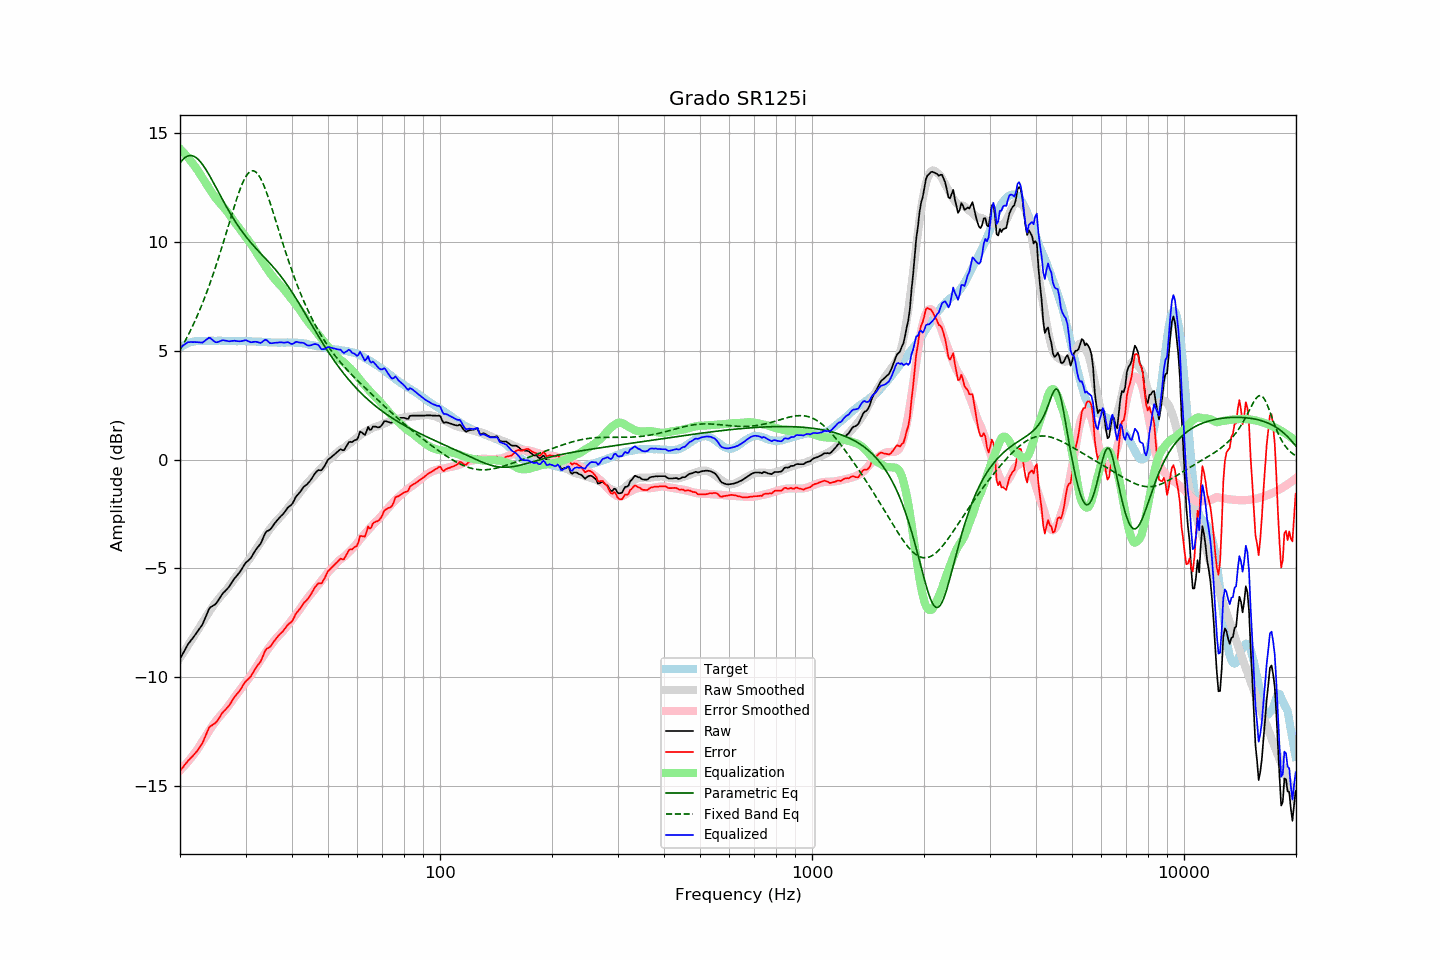 Grado SR125i
15
10
5
0
−5
−10
−15
Amplitude (dBr)
Target
Raw Smoothed
Error Smoothed
Raw
Error
Equalization
Parametric Eq
Fixed Band Eq
Equalized
100
1000
10000
Frequency (Hz)